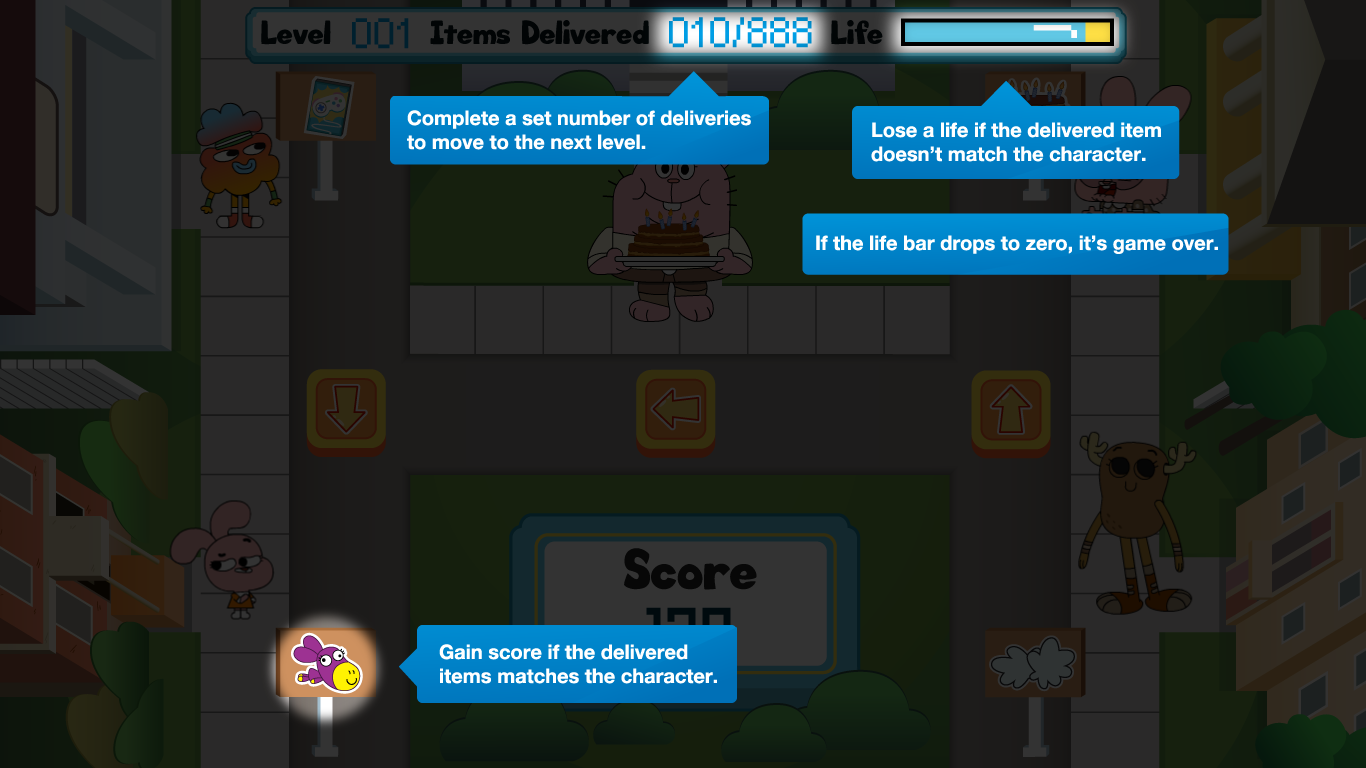 Level 001 Items Delivered 010/888 Life
Complete a set number of deliveries
to move to the next level.
Lose a life if the delivered item
doesn't match the character.
If the life bar drops to zero, it's game over.
Score
Gain score if the delivered
items matches the character.